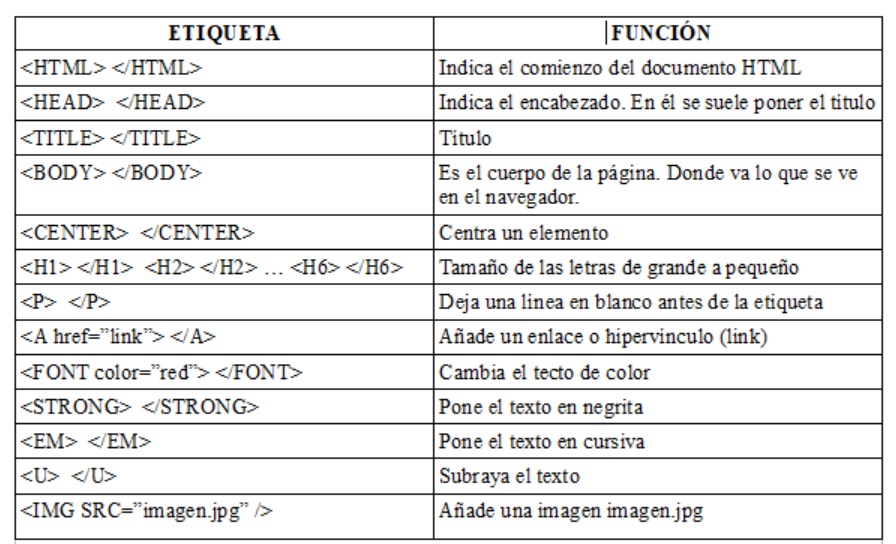 ETIQUETA FUNCIÓN
<HTML> </HTML> Indica el comienzo del documento HTML
<HEAD> </HEAD> Indica el encabezado. En él se suele poner el titulo
<TITLE> </TITLE> Titulo
<BODY> </BODY> Es el cuerpo de la página. Donde va lo que se ve
en el navegador.
<CENTER> </CENTER> Centra un elemento
<H1> </H1> <H2> </H2> … <H6> </H6> Tamaño de las letras de grande a pequeño
<P> </P> Deja una linea en blanco antes de la etiqueta
<A href=”link”> </A> Añade un enlace o hipervinculo (link)
<FONT color=”red”> </FONT> Cambia el tecto de color
<STRONG> </STRONG> Pone el texto en negrita
<EM> </EM> Pone el texto en cursiva
<U> </U> Subraya el texto
<IMG SRC=”imagen.jpg” /> Añade una imagen imagen.jpg